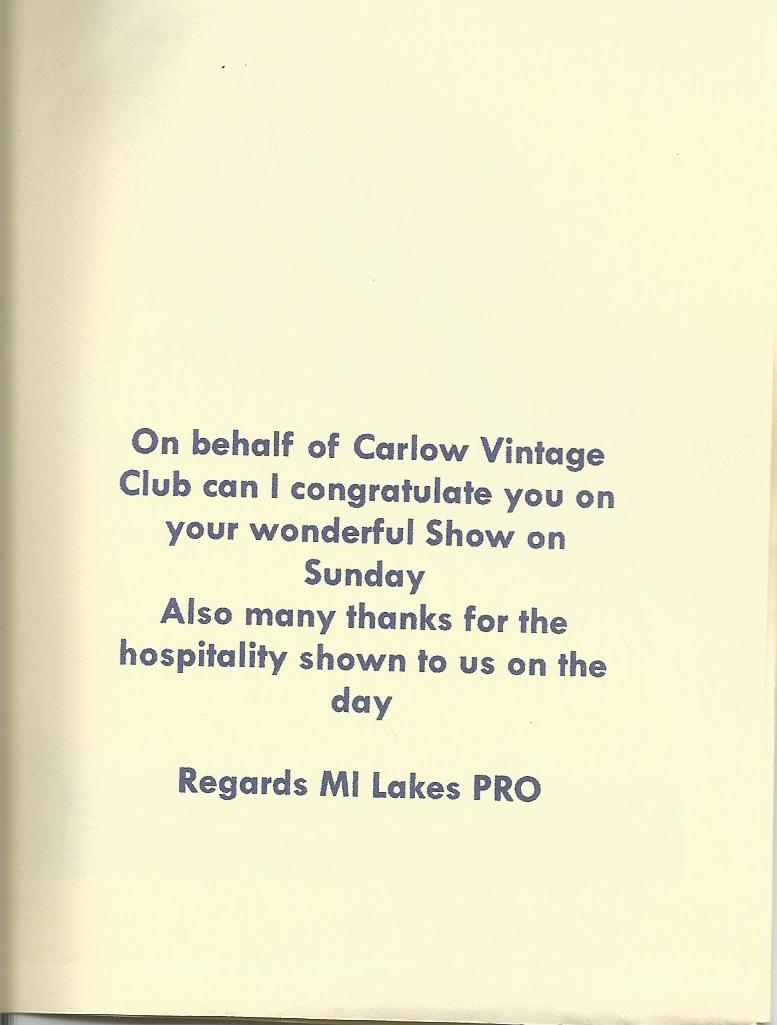 On behalf of Carlow Vintage
Club can I congratulate you on
your wonderful Show on
Sunday
Also many thanks for the
hospitality shown to us on the
day
Regards MI Lakes PRO